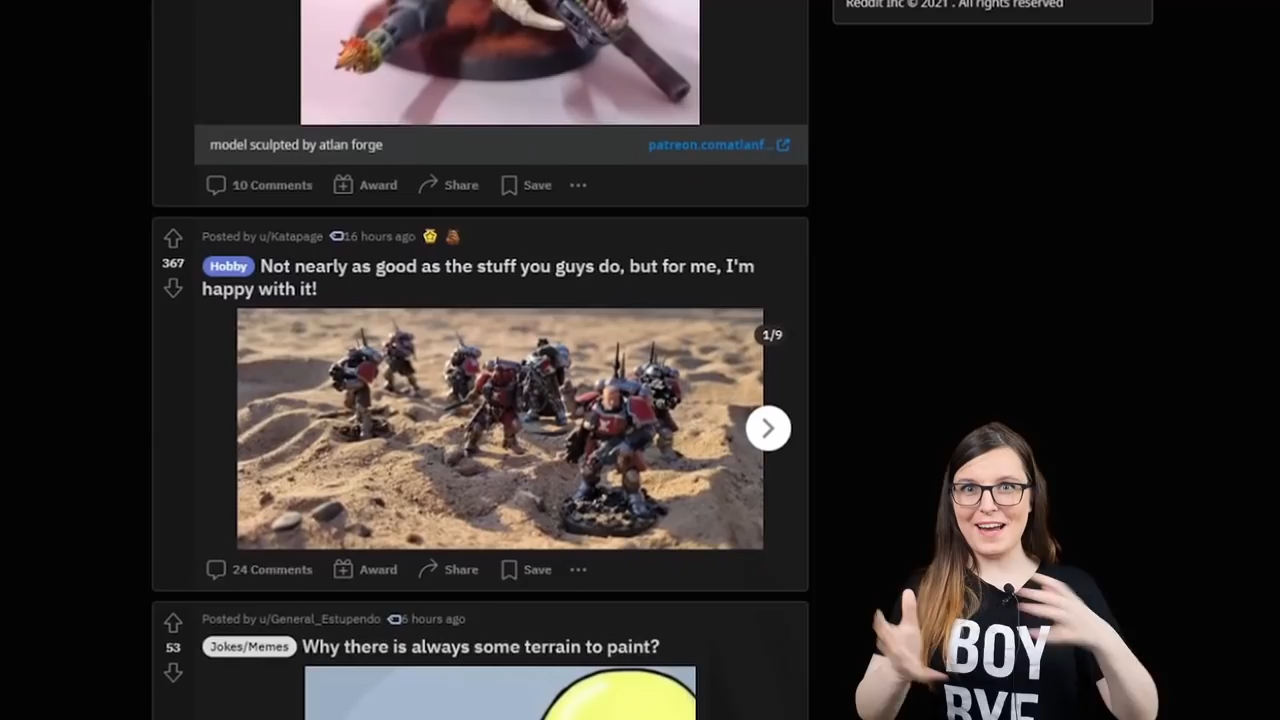 Reddit Inc © 2021 . All rights reserved
model sculpted by atlan forge
patreon.comatlanf...
10 Comments Award Share Save
Posted by u/Katapage 16 hours ago
367
Hobby Not nearly as good as the stuff you guys do, but for me, I'm
happy with it!
1/9
24 Comments Award Share Save
Posted by u/General_Estupendo 6 hours ago
53
Jokes/Memes Why there is always some terrain to paint?
BOY
BYE